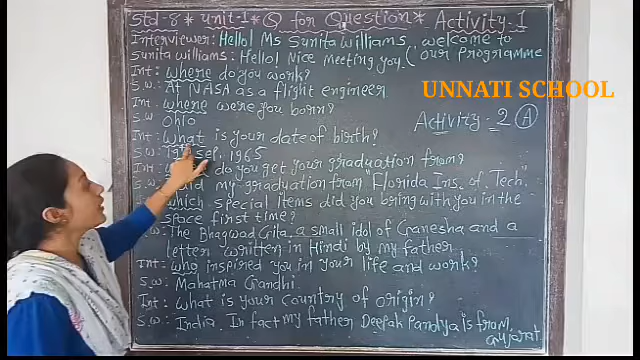 Std-8 * unit-1 * Q for Question * Activity-1
Interviewer: Hello! Ms Sunita Williams welcome to our programme
Sunita williams: Hello! Nice Meeting you.
Int: where do you work?
S.W: At NASA as a flight engineer
UNNATI SCHOOL
Int: where were you born?
S.W Ohio
Activity-2 A
Int: What is your date of birth?
S.W: Sep. 1965
Int: do you get your graduation from?
S.W: did my graduation from "Florida Ins. of Tech.
which special items did you bring with you in the
space first time?
S.W: The Bhagwad Gita, a small idol of Ganesha and a
letter written in Hindi by my father
Int: who inspired you in your life and work?
S.W: Mahatma Gandhi.
Int: What is your country of origin?
S.W: India. In fact my father Deepak Pandya is from
Gujarat